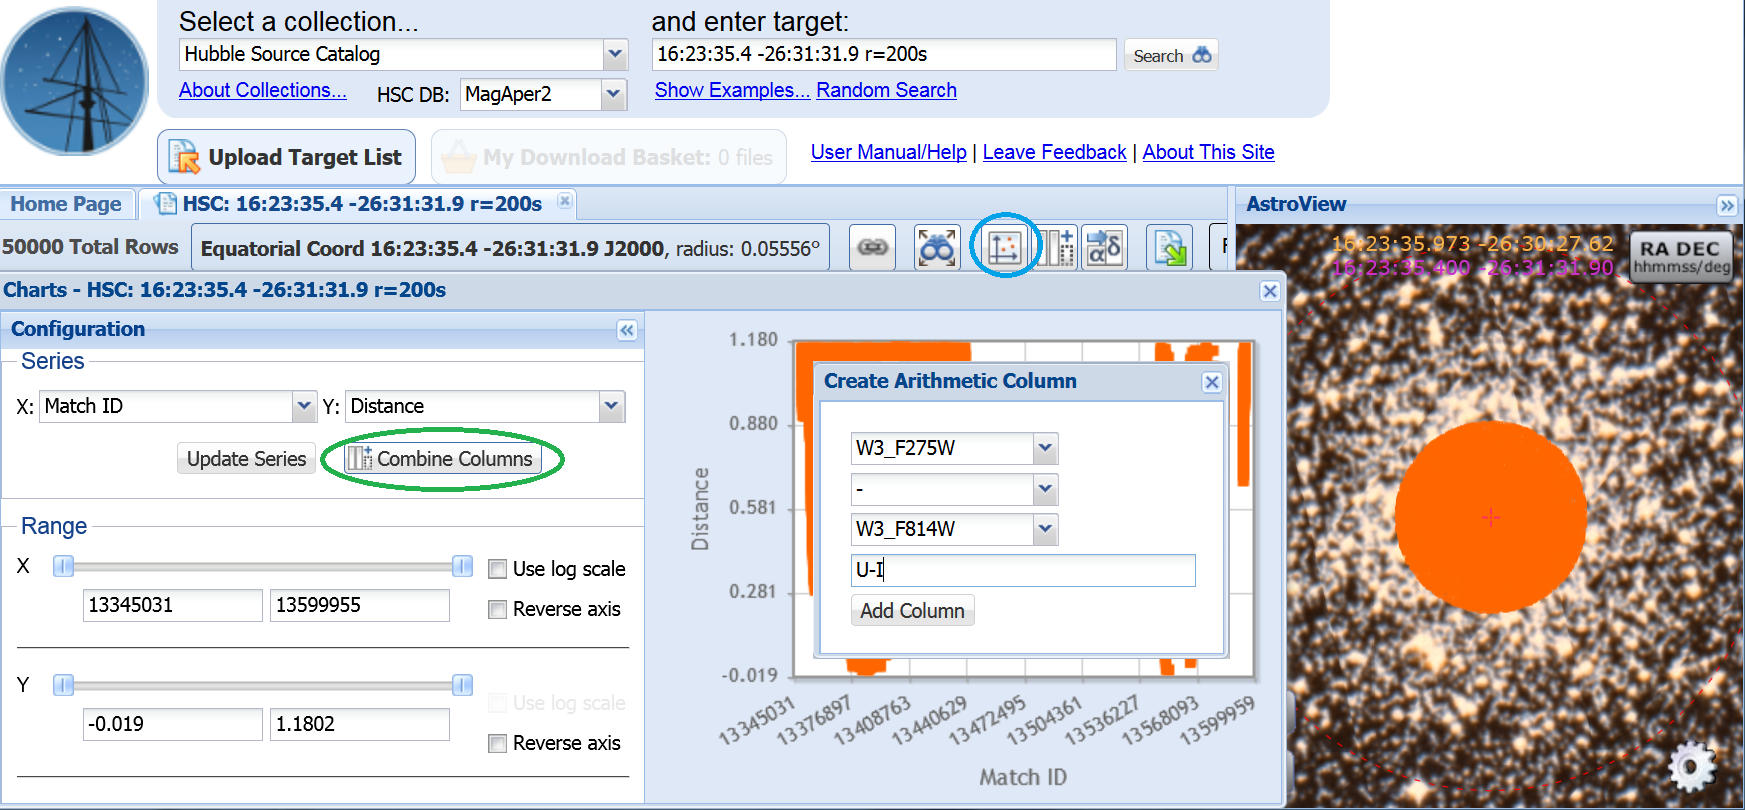 Select a collection... and enter target:
Hubble Source Catalog 16:23:35.4 -26:31:31.9 r=200s Search
About Collections... HSC DB: MagAper2 Show Examples... Random Search
Upload Target List My Download Basket: 0 files User Manual/Help | Leave Feedback | About This Site
Home Page HSC: 16:23:35.4 -26:31:31.9 r=200s AstroView
50000 Total Rows Equatorial Coord 16:23:35.4 -26:31:31.9 J2000, radius: 0.05556º αδ F
16:23:35.973 -26:30:27.62
16:23:35.400 -26:31:31.90
RA DEC
hhmmss/deg
Charts - HSC: 16:23:35.4 -26:31:31.9 r=200s
Configuration
Series
X: Match ID Y: Distance
Update Series Combine Columns
Range
X
Use log scale
13345031 13599955 Reverse axis
Y
Use log scale
-0.019 1.1802 Reverse axis
1.180
0.880
0.581
0.281
-0.019
Distance
13345031 13376897 13408763 13440629 13472495 13504361 13536227 13568093 13599959
Match ID
Create Arithmetic Column
W3_F275W
-
W3_F814W
U-I
Add Column